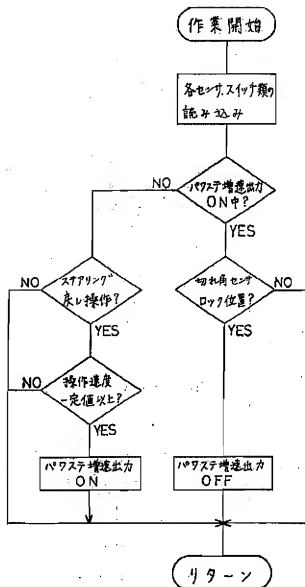 作業開始
各センサ、スイッチ類の
読み込み
パワステ増速出力
ON中?
NO
YES
ステアリング
戻し操作?
NO
YES
切れ角センサ
ロック位置?
NO
YES
操作速度
一定値以上?
NO
YES
パワステ増速出力
ON
パワステ増速出力
OFF
リターン